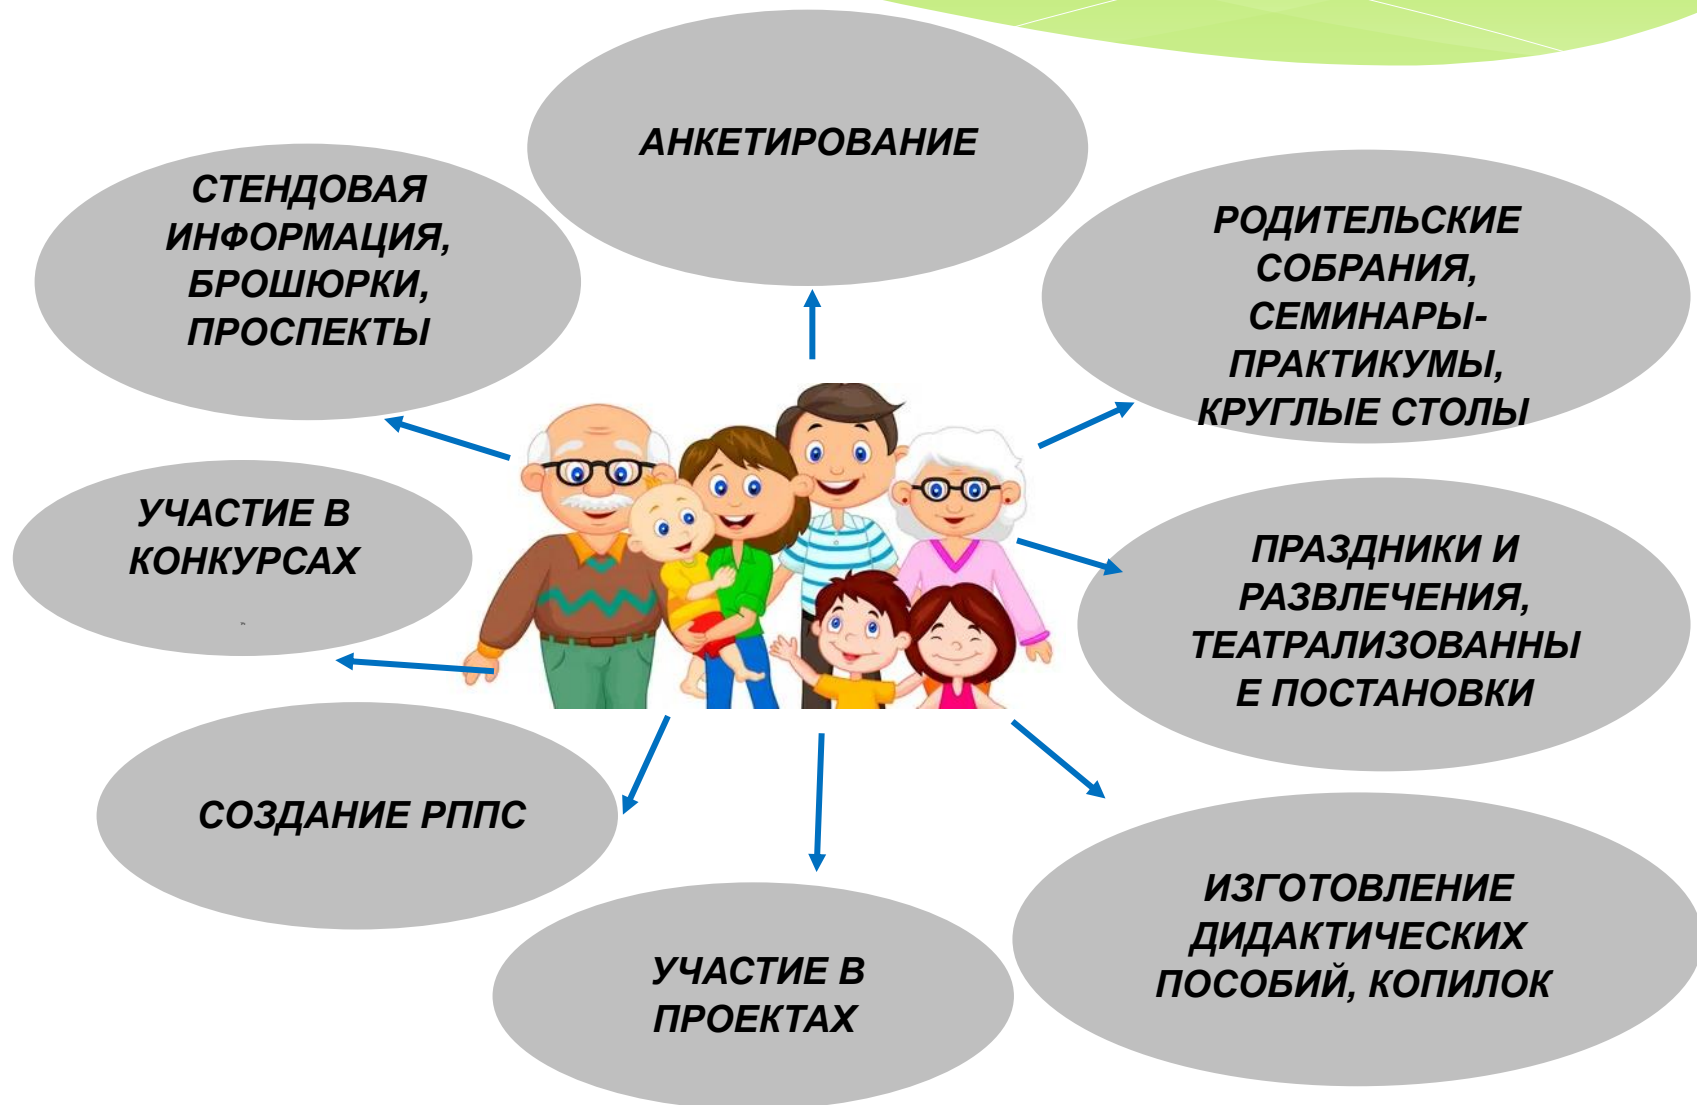 АНКЕТИРОВАНИЕ
СТЕНДОВАЯ
ИНФОРМАЦИЯ,
БРОШЮРКИ,
ПРОСПЕКТЫ
РОДИТЕЛЬСКИЕ
СОБРАНИЯ,
СЕМИНАРЫ-
ПРАКТИКУМЫ,
КРУГЛЫЕ СТОЛЫ
УЧАСТИЕ В
КОНКУРСАХ
ПРАЗДНИКИ И
РАЗВЛЕЧЕНИЯ,
ТЕАТРАЛИЗОВАННЫ
Е ПОСТАНОВКИ
СОЗДАНИЕ РППС
ИЗГОТОВЛЕНИЕ
ДИДАКТИЧЕСКИХ
ПОСОБИЙ, КОПИЛОК
УЧАСТИЕ В
ПРОЕКТАХ